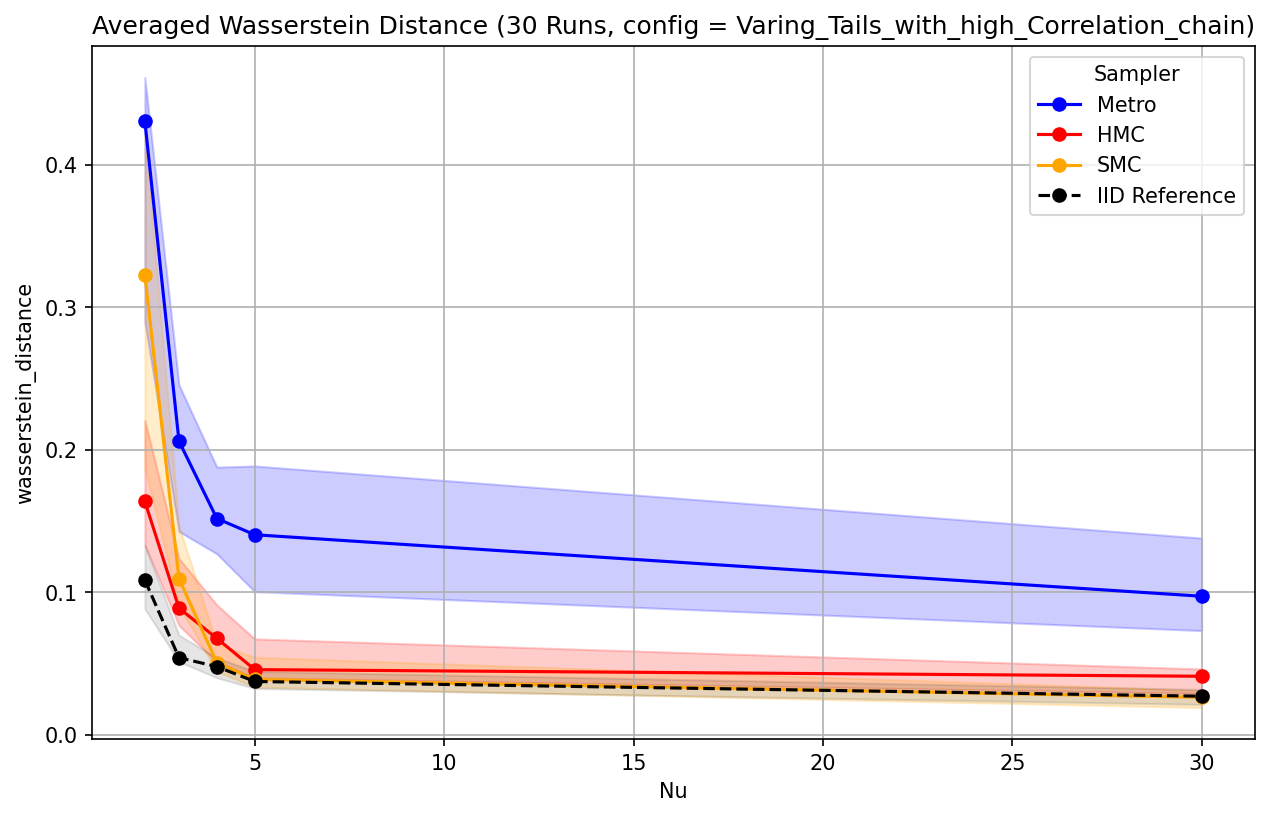 Averaged Wasserstein Distance (30 Runs, config = Varing_Tails_with_high_Correlation_chain)
Sampler
Metro
HMC
SMC
IID Reference
wasserstein_distance
0.4
0.3
0.2
0.1
0.0
5
10
15
20
25
30
Nu